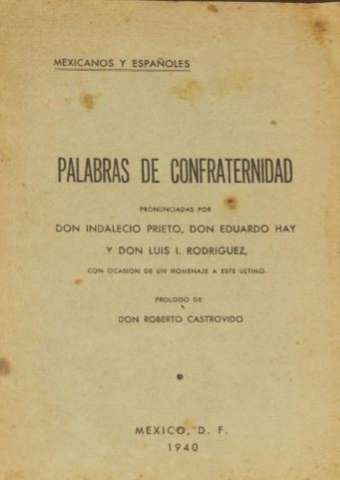 MEXICANOS Y ESPAÑOLES
PALABRAS DE CONFRATERNIDAD
PRONUNCIADAS POR
DON INDALECIO PRIETO, DON EDUARDO HAY
Y DON LUIS I. RODRIGUEZ,
CON OCASION DE UN HOMENAJE A ESTE ULTIMO.
PROLOGO DE
DON ROBERTO CASTROVIDO
MEXICO, D. F.
1940